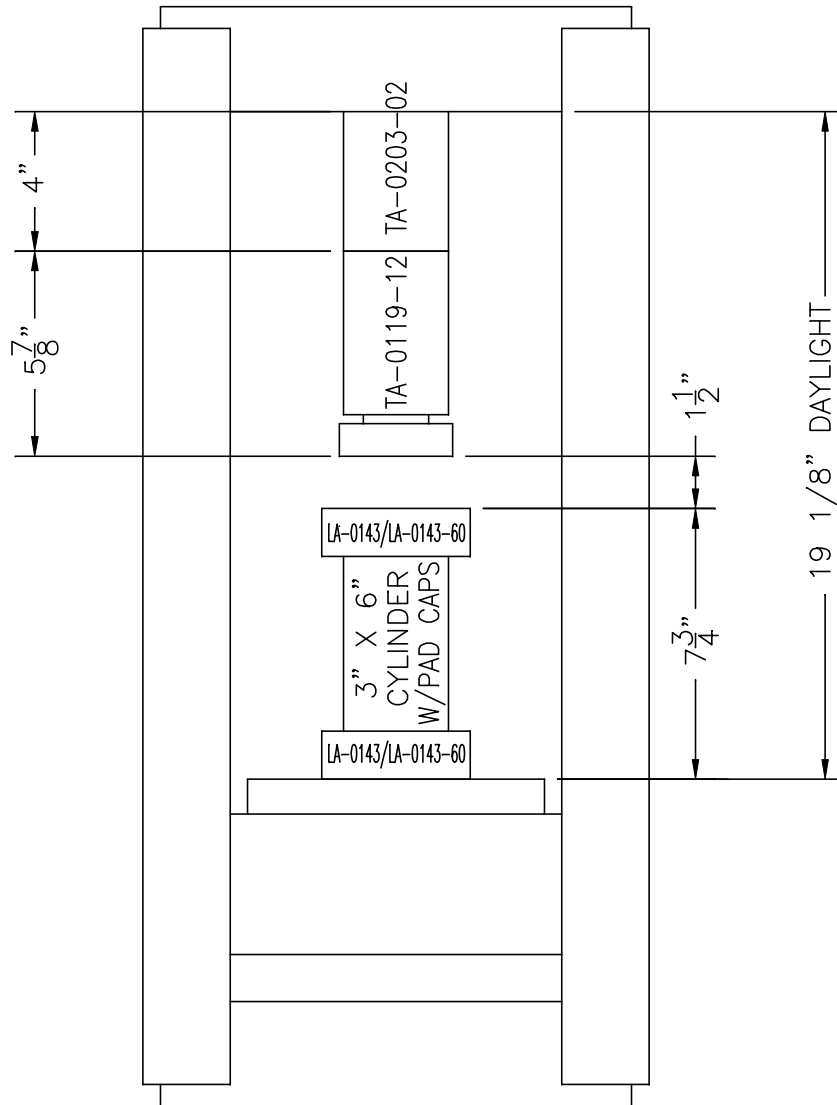 4"
TA-0203-02
5 7/8"
TA-0119-12
1 1/2"
19 1/8" DAYLIGHT
LA-0143/LA-0143-60
3" X 6"
CYLINDER
W/PAD CAPS
7 3/4"
LA-0143/LA-0143-60